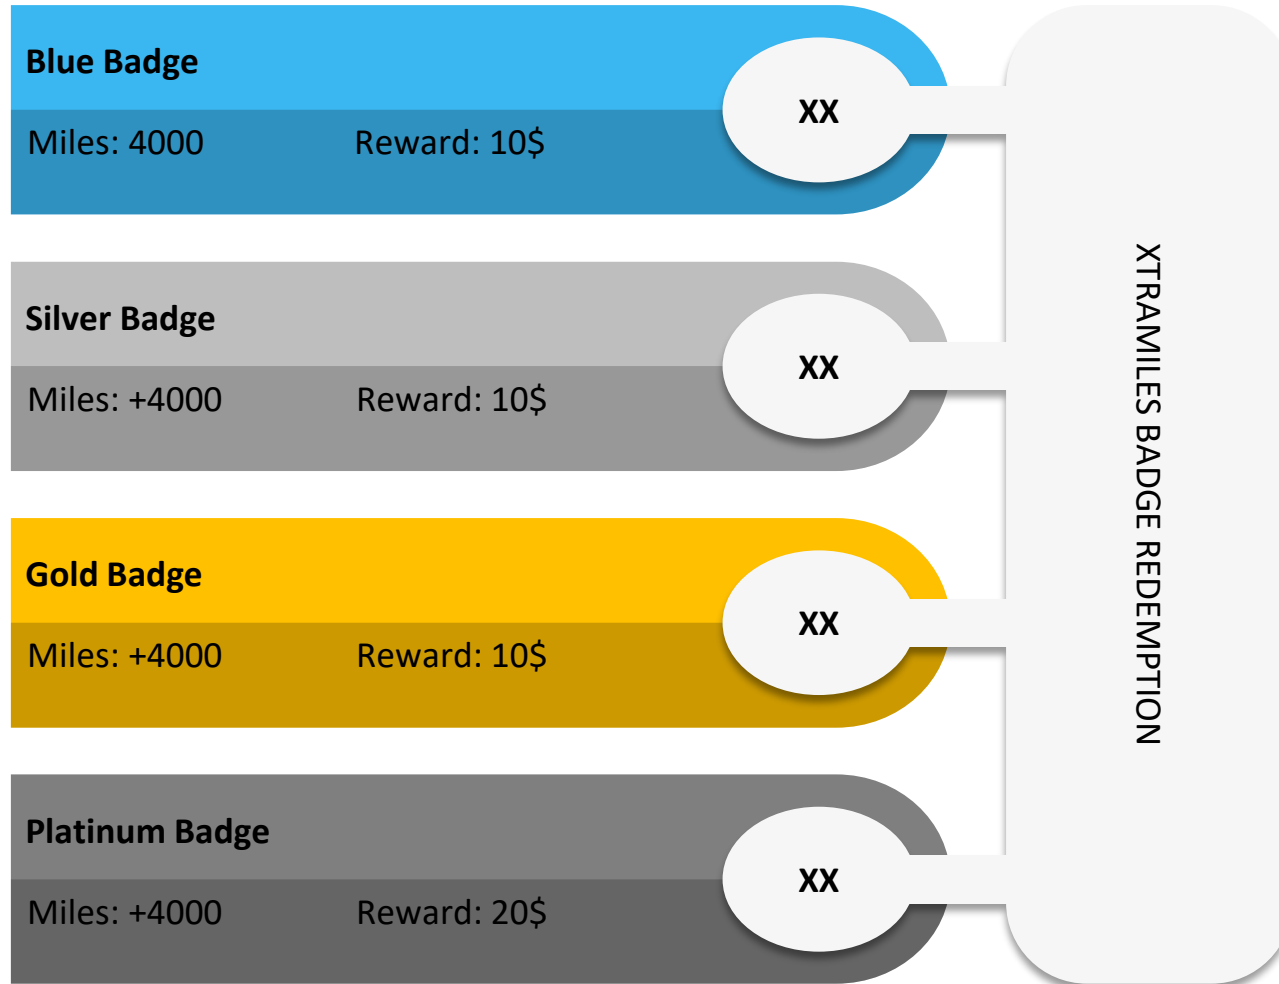 Blue Badge
Miles: 4000 Reward: 10$
XX
Silver Badge
Miles: +4000 Reward: 10$
XX
Gold Badge
Miles: +4000 Reward: 10$
XX
Platinum Badge
Miles: +4000 Reward: 20$
XX
XTRAMILES BADGE REDEMPTION